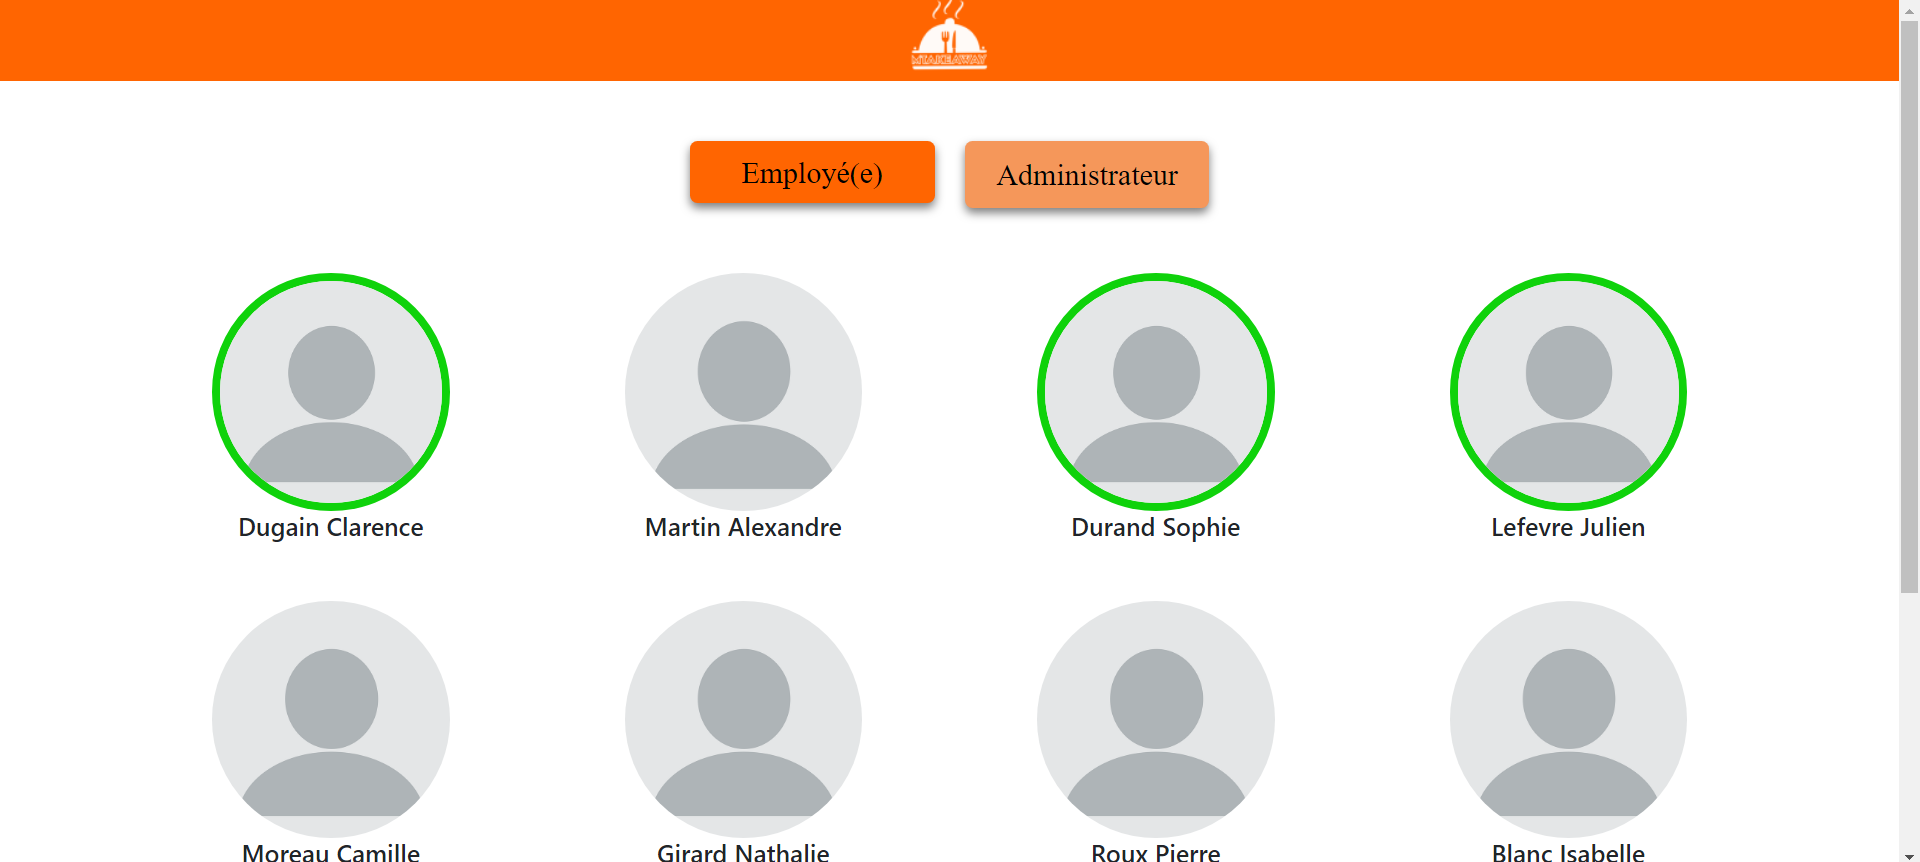 MTAKEAWAY
Employé(e)
Administrateur
Dugain Clarence
Martin Alexandre
Durand Sophie
Lefevre Julien
Moreau Camille
Girard Nathalie
Roux Pierre
Blanc Isabelle